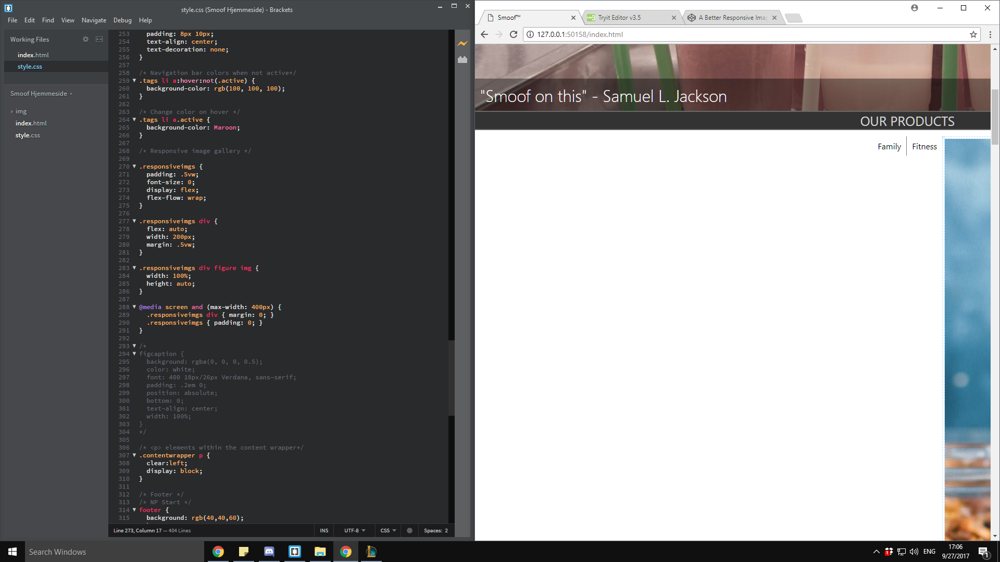 style.css (Smoof Hjemmeside) - Brackets
File Edit Find View Navigate Debug Help
Working Files
index.html
style.css
Smoof Hjemmeside
img
index.html
style.css
253 padding: 8px 10px;
254 text-align: center;
255 text-decoration: none;
256 }
257
258 /* Navigation bar colors when not active*/
259 .tags li a:hover:not(.active) {
260 background-color: rgb(100, 100, 100);
261 }
262
263 /* Change color on hover */
264 .tags li a.active {
265 background-color: Maroon;
266 }
267
268 /* Responsive image gallery */
269
270 .responsiveimgs {
271 padding: .5vw;
272 font-size: 0;
273 display: flex;
274 flex-flow: wrap;
275 }
276
277 .responsiveimgs div {
278 flex: auto;
279 width: 200px;
280 margin: .5vw;
281 }
282
283 .responsiveimgs div figure img {
284 width: 100%;
285 height: auto;
286 }
287
288 @media screen and (max-width: 400px) {
289 .responsiveimgs div { margin: 0; }
290 .responsiveimgs { padding: 0; }
291 }
292
293 /*
294 figcaption {
295 background: rgba(0, 0, 0, 0.5);
296 color: white;
297 font: 400 18px/26px Verdana, sans-serif;
298 padding: .2em 0;
299 position: absolute;
300 bottom: 0;
301 text-align: center;
302 width: 100%;
303 }
304 */
305
306 /* <p> elements within the content wrapper*/
307 .contentwrapper p {
308 clear:left;
309 display: block;
310 }
311
312 /* Footer */
313 /* NP Start */
314 footer {
315 background: rgb(40,40,60);
Line 273, Column 17 — 404 Lines INS UTF-8 CSS Spaces: 2
Smoof™ Tryit Editor v3.5 A Better Responsive Ima
127.0.0.1:50158/index.html
"Smoof on this" - Samuel L. Jackson
OUR PRODUCTS
Family Fitness
Search Windows
1
ENG
17:06
9/27/2017
1